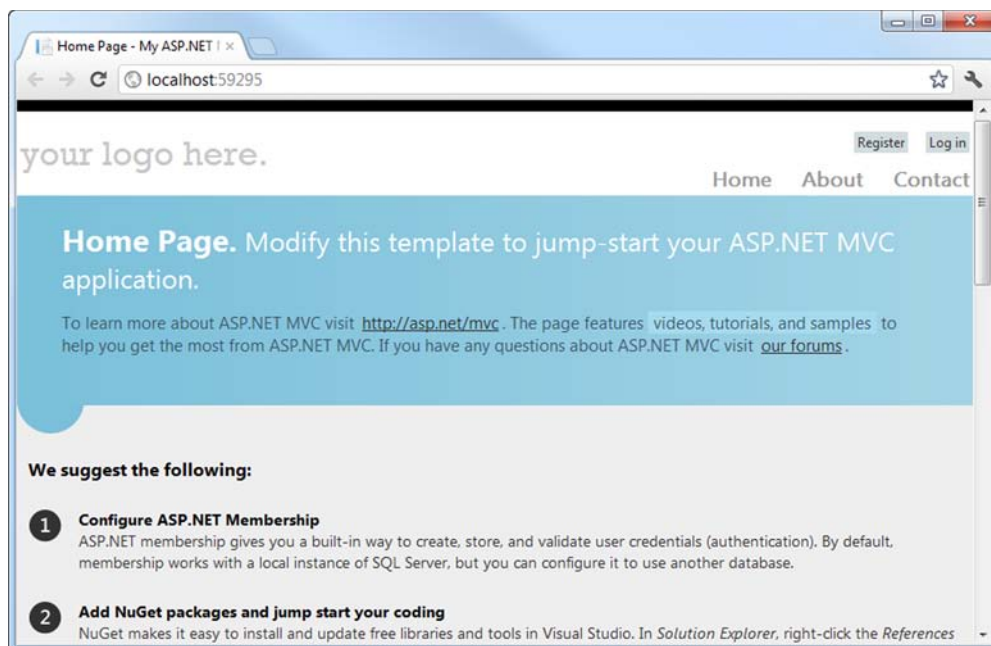 Home Page - My ASP.NET
localhost:59295
Register Log in
your logo here.
Home About Contact
Home Page. Modify this template to jump-start your ASP.NET MVC
application.
To learn more about ASP.NET MVC visit http://asp.net/mvc . The page features videos, tutorials, and samples to
help you get the most from ASP.NET MVC. If you have any questions about ASP.NET MVC visit our forums .
We suggest the following:
1 Configure ASP.NET Membership
ASP.NET membership gives you a built-in way to create, store, and validate user credentials (authentication). By default,
membership works with a local instance of SQL Server, but you can configure it to use another database.
2 Add NuGet packages and jump start your coding
NuGet makes it easy to install and update free libraries and tools in Visual Studio. In Solution Explorer, right-click the References